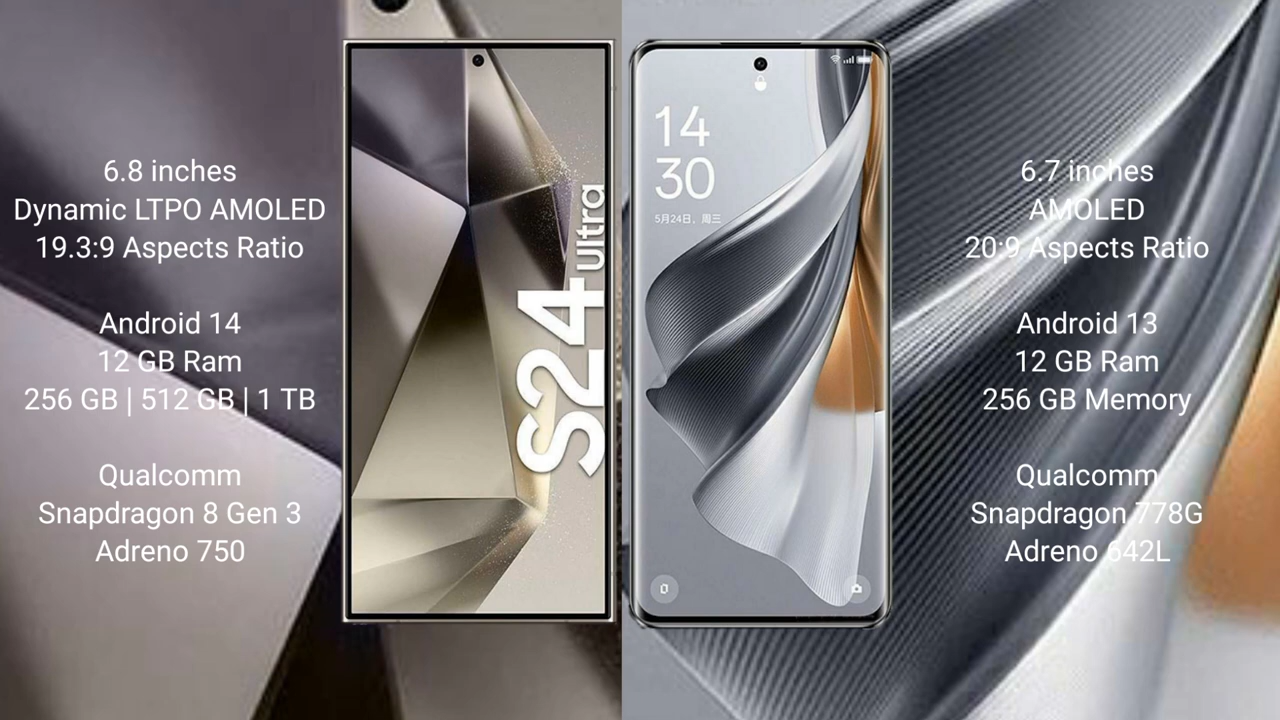 6.8 inches
Dynamic LTPO AMOLED
19.3:9 Aspects Ratio
Android 14
12 GB Ram
256 GB | 512 GB | 1 TB
Qualcomm
Snapdragon 8 Gen 3
Adreno 750
S24 Ultra
14
30
5月24日，周三
6.7 inches
AMOLED
20:9 Aspects Ratio
Android 13
12 GB Ram
256 GB Memory
Qualcomm
Snapdragon 778G
Adreno 642L